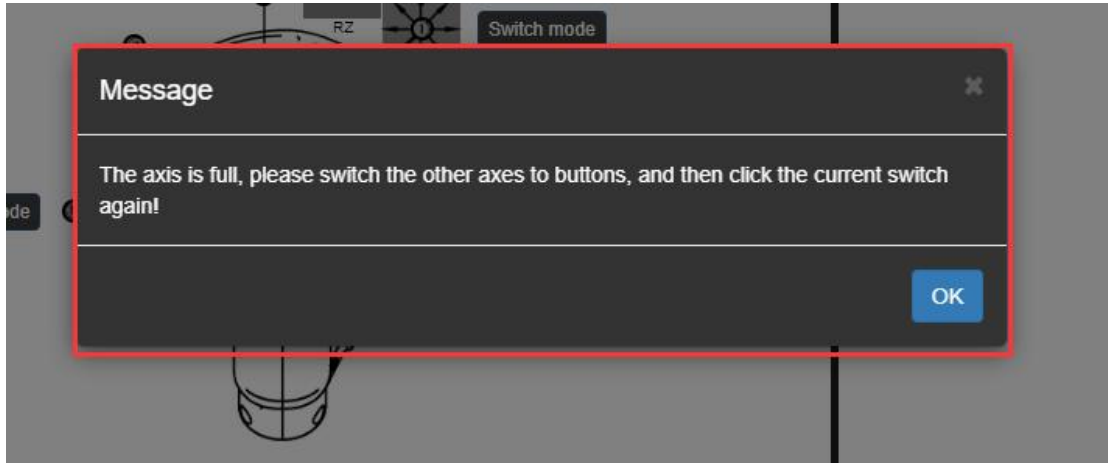 RZ
Switch mode
Message
The axis is full, please switch the other axes to buttons, and then click the current switch
again!
OK